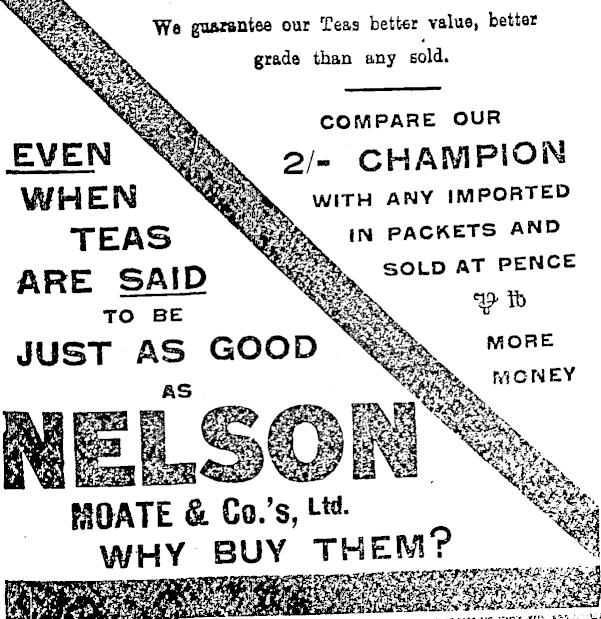 We guarantee our Teas better value, better
grade than any sold.
COMPARE OUR
2/- CHAMPION
WITH ANY IMPORTED
IN PACKETS AND
SOLD AT PENCE
℔ lb
MORE
MONEY
EVEN
WHEN
TEAS
ARE SAID
TO BE
JUST AS GOOD
AS
NELSON
MOATE & Co.'s, Ltd.
WHY BUY THEM?